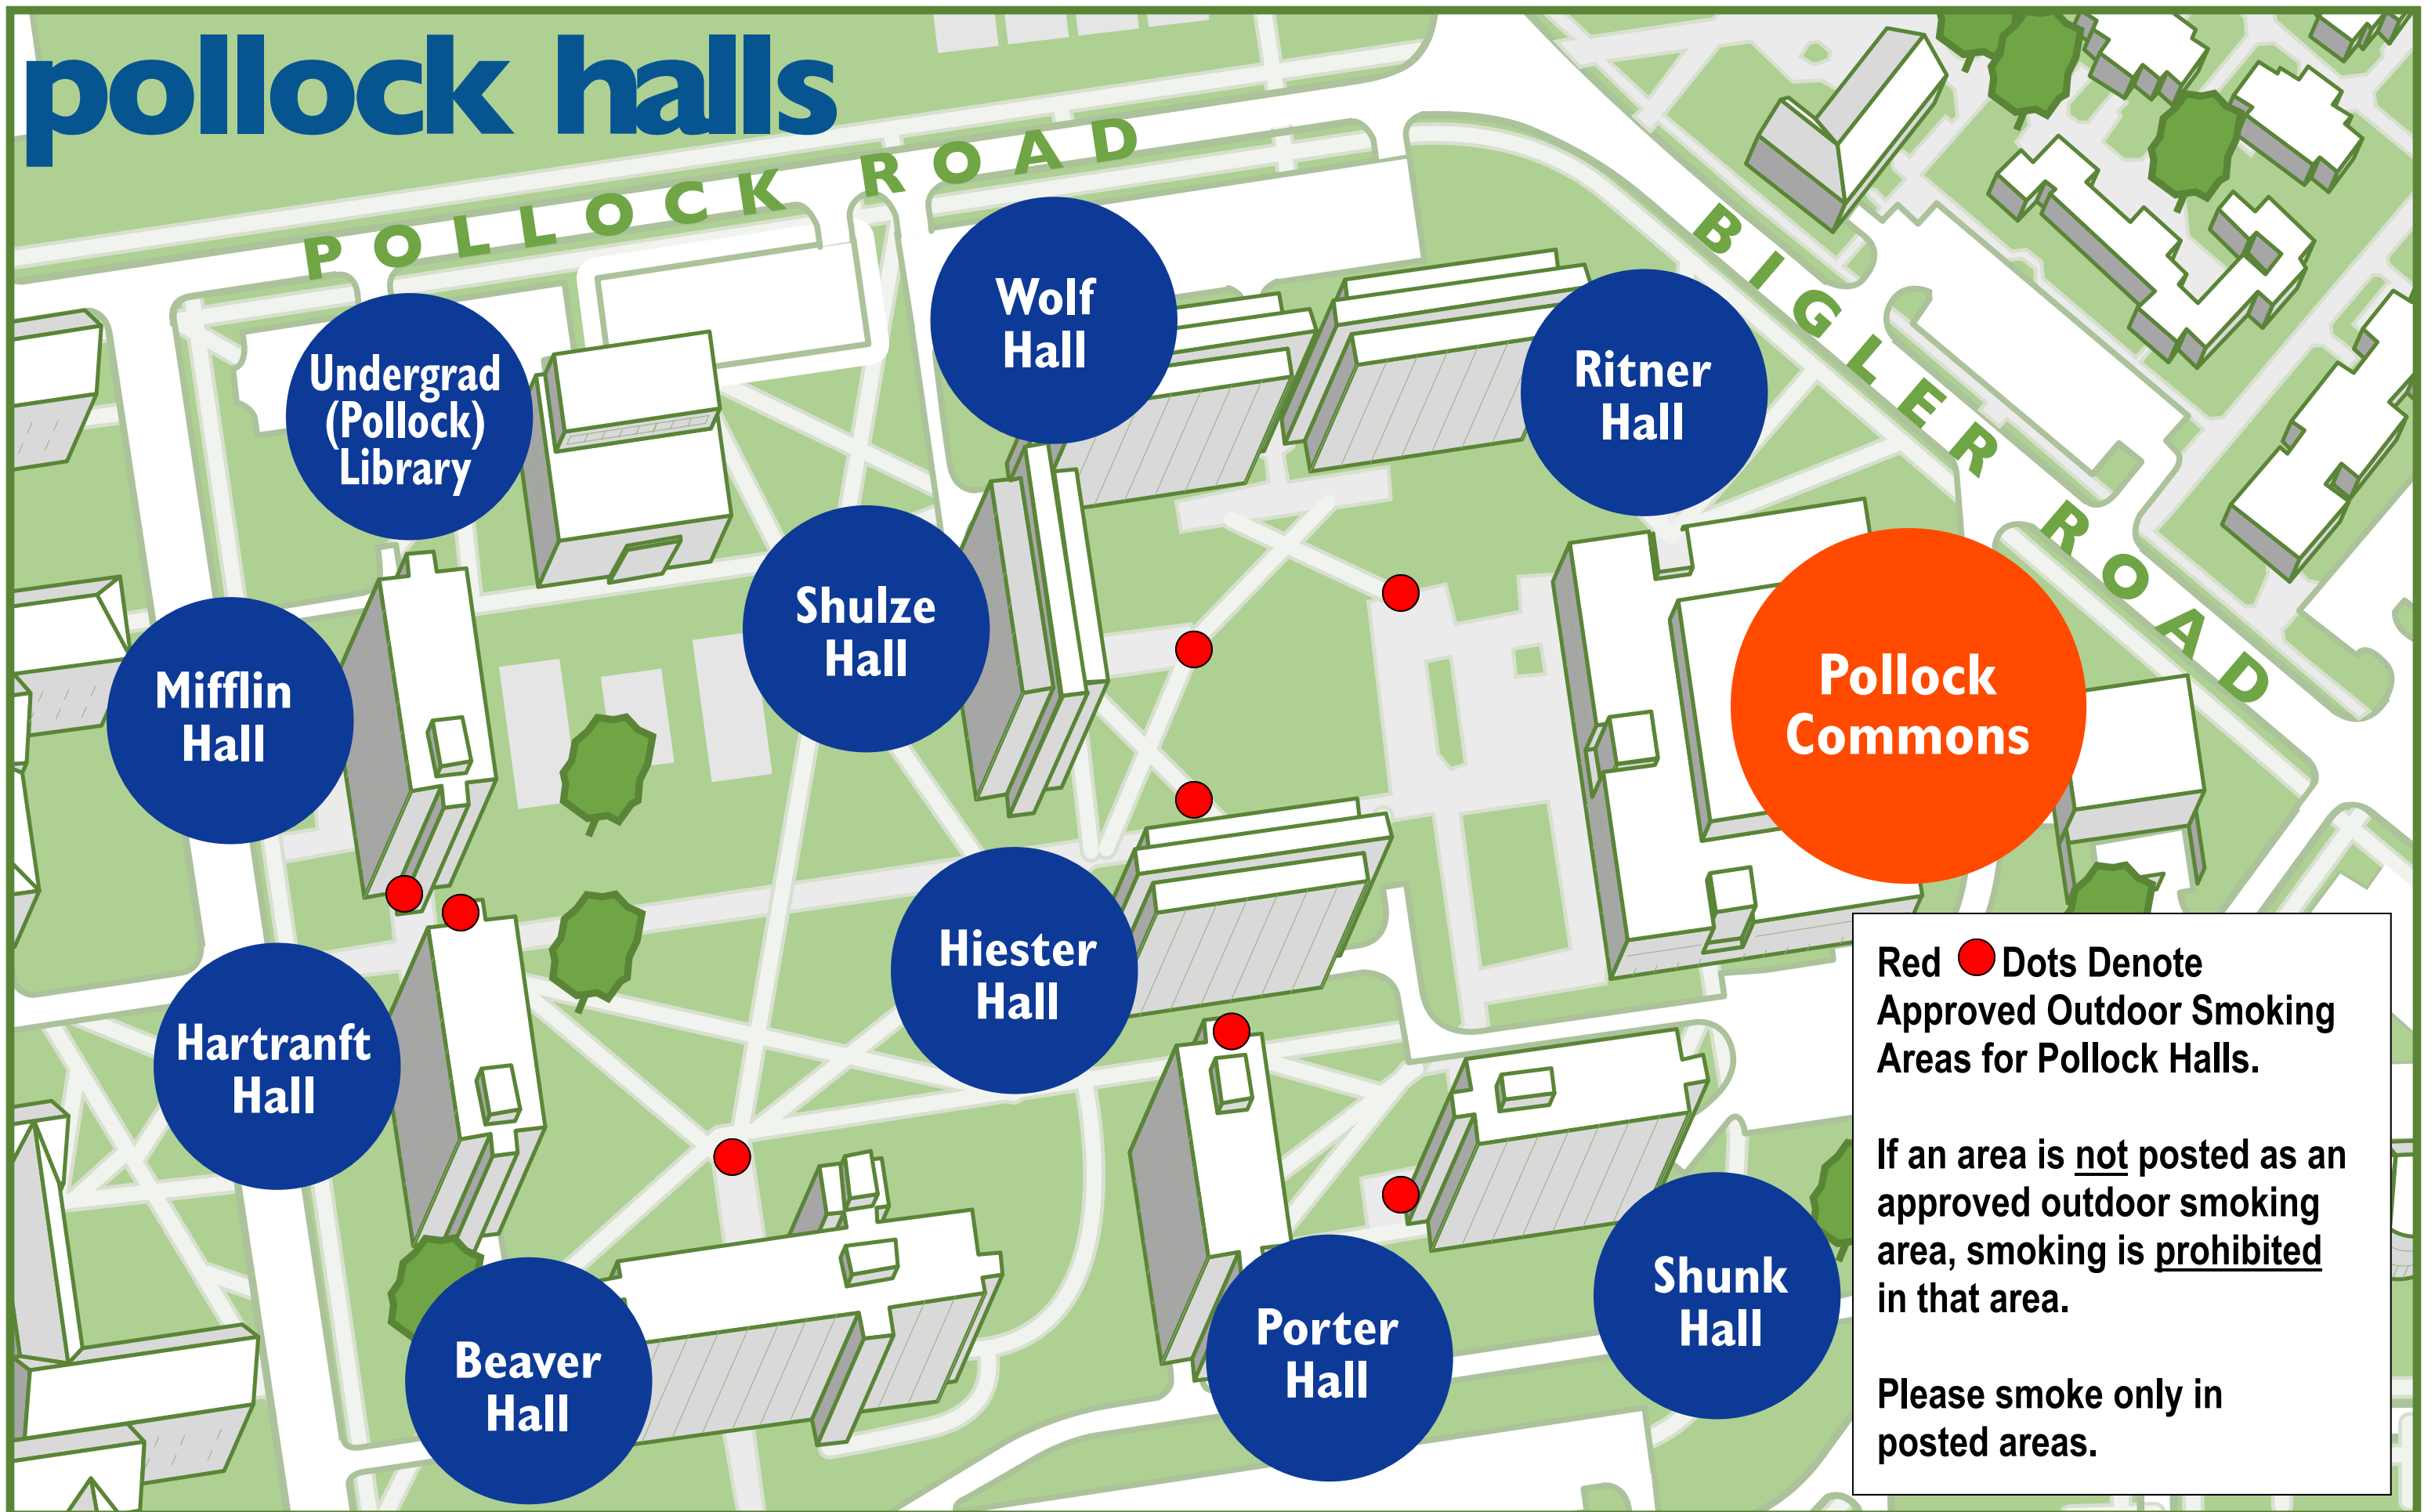 pollock halls
POLLOCK ROAD
BIGLER ROAD
Wolf
Hall
Ritner
Hall
Undergrad
(Pollock)
Library
Shulze
Hall
Mifflin
Hall
Pollock
Commons
Hiester
Hall
Hartranft
Hall
Beaver
Hall
Porter
Hall
Shunk
Hall
Red Dots Denote
Approved Outdoor Smoking
Areas for Pollock Halls.
If an area is not posted as an
approved outdoor smoking
area, smoking is prohibited
in that area.
Please smoke only in
posted areas.